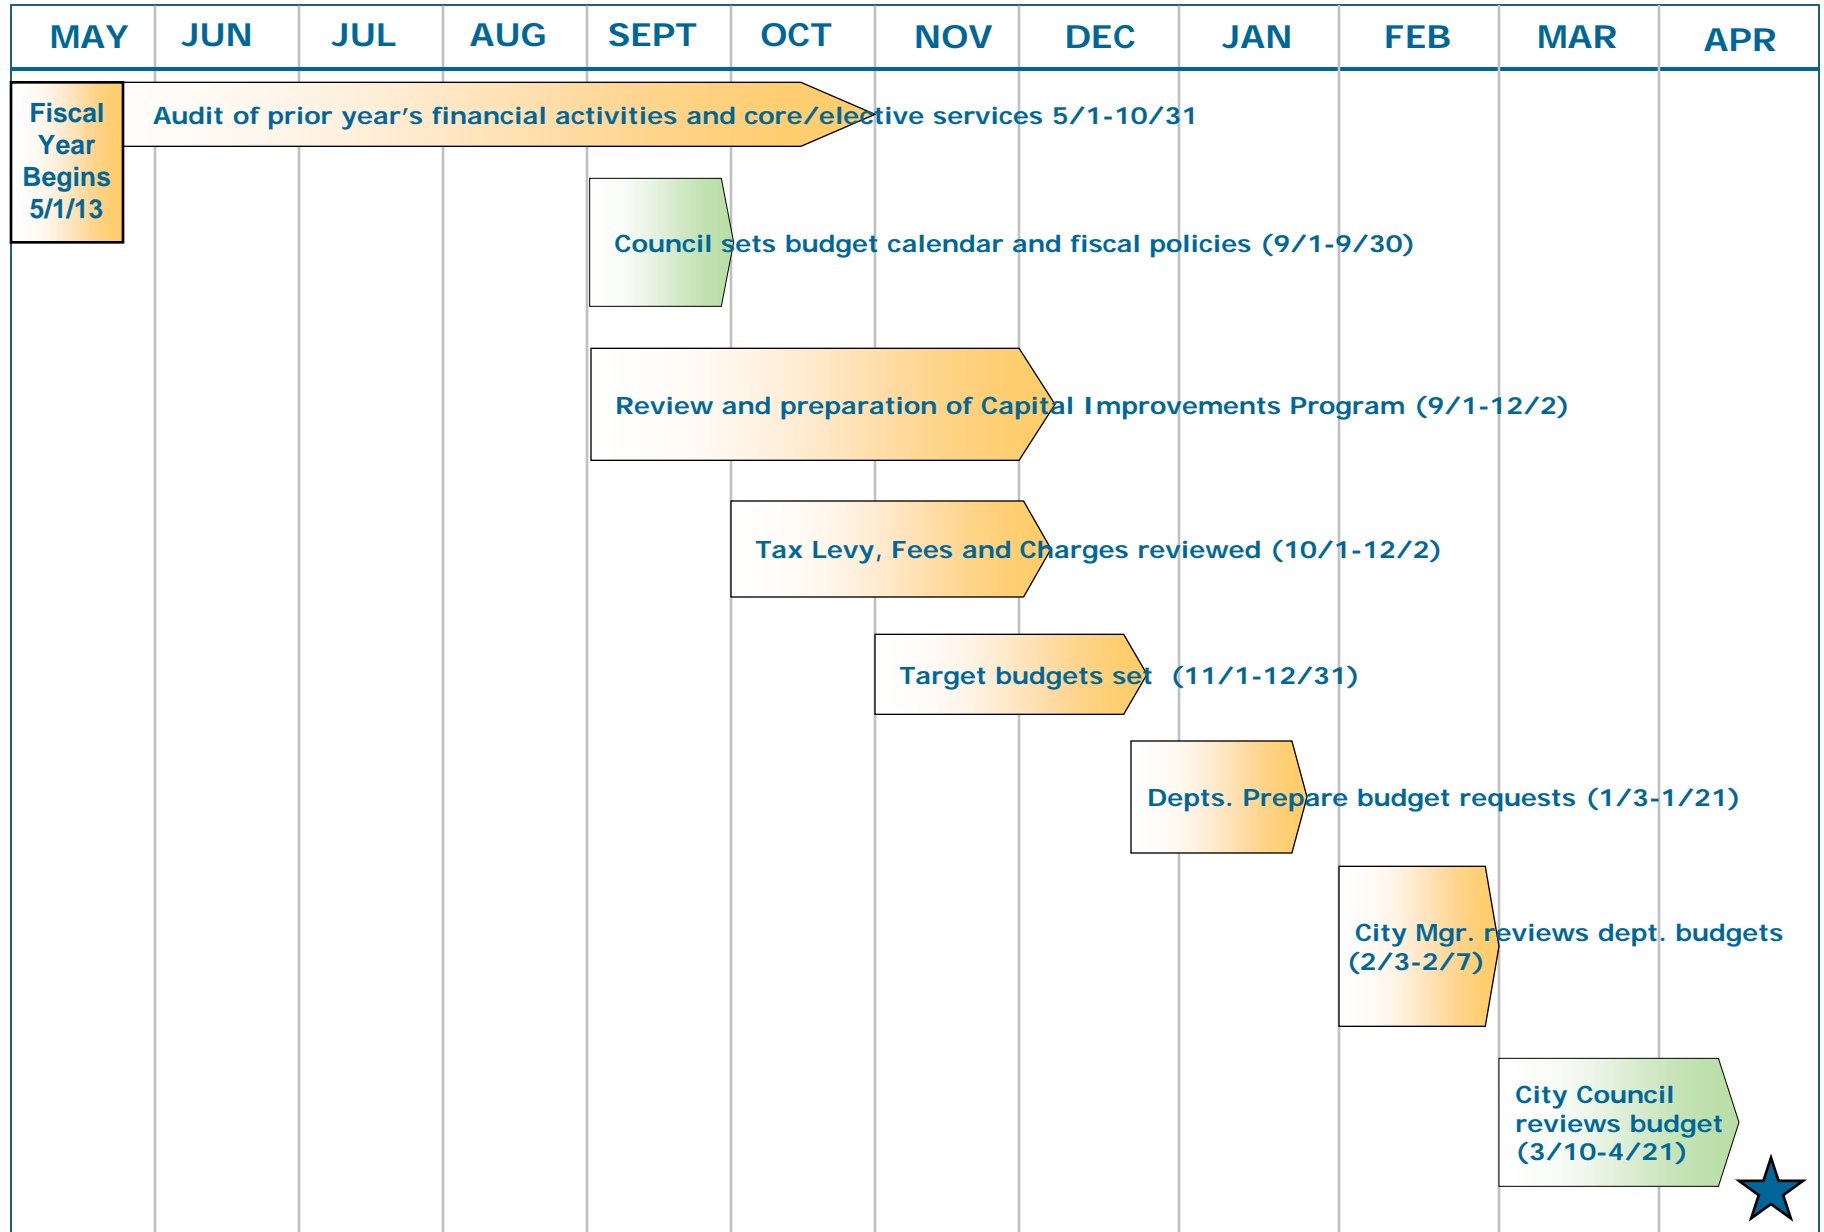 MAY JUN JUL AUG SEPT OCT NOV DEC JAN FEB MAR APR
Fiscal
Year
Begins
5/1/13
Audit of prior year’s financial activities and core/elective services 5/1-10/31
Council sets budget calendar and fiscal policies (9/1-9/30)
Review and preparation of Capital Improvements Program (9/1-12/2)
Tax Levy, Fees and Charges reviewed (10/1-12/2)
Target budgets set (11/1-12/31)
Depts. Prepare budget requests (1/3-1/21)
City Mgr. reviews dept. budgets
(2/3-2/7)
City Council
reviews budget
(3/10-4/21)